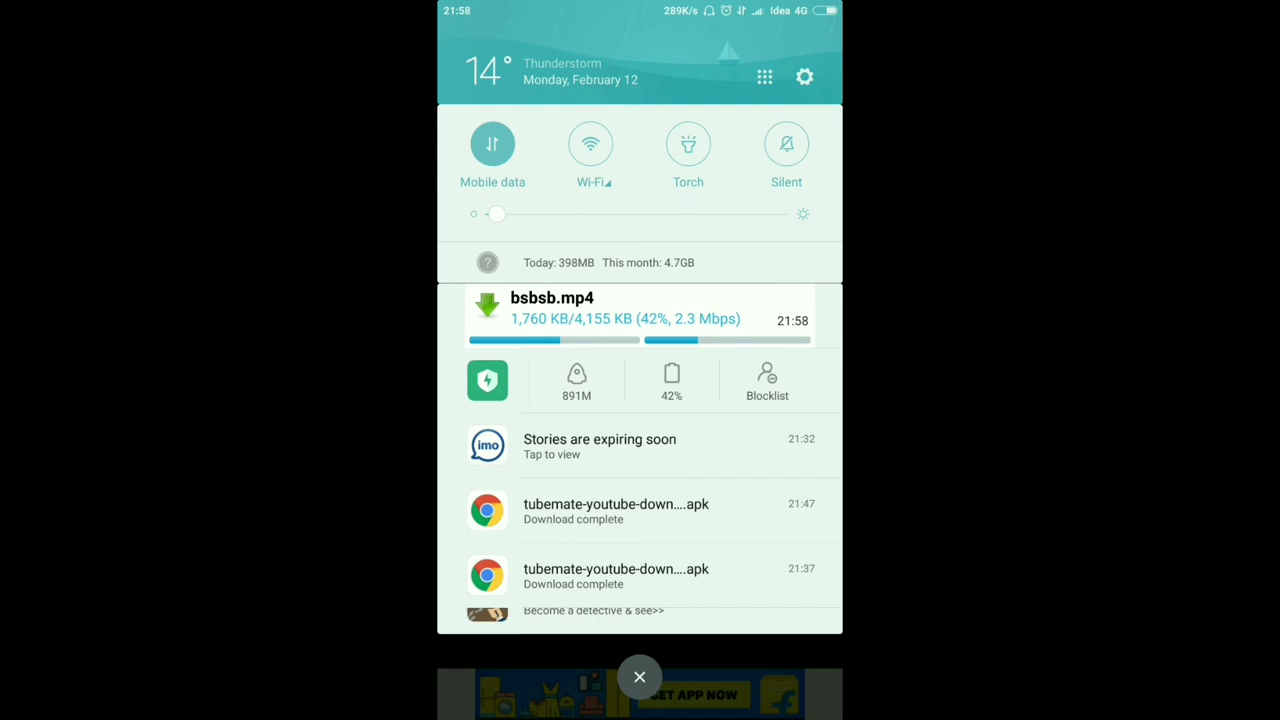 21:58 289K/s Idea 4G
14° Thunderstorm
Monday, February 12
Mobile data Wi-Fi Torch Silent
? Today: 398MB This month: 4.7GB
bsbsb.mp4
1,760 KB/4,155 KB (42%, 2.3 Mbps) 21:58
891M 42% Blocklist
imo Stories are expiring soon 21:32
Tap to view
tubemate-youtube-down....apk 21:47
Download complete
tubemate-youtube-down....apk 21:37
Download complete
Become a detective & see>>
GET APP NOW